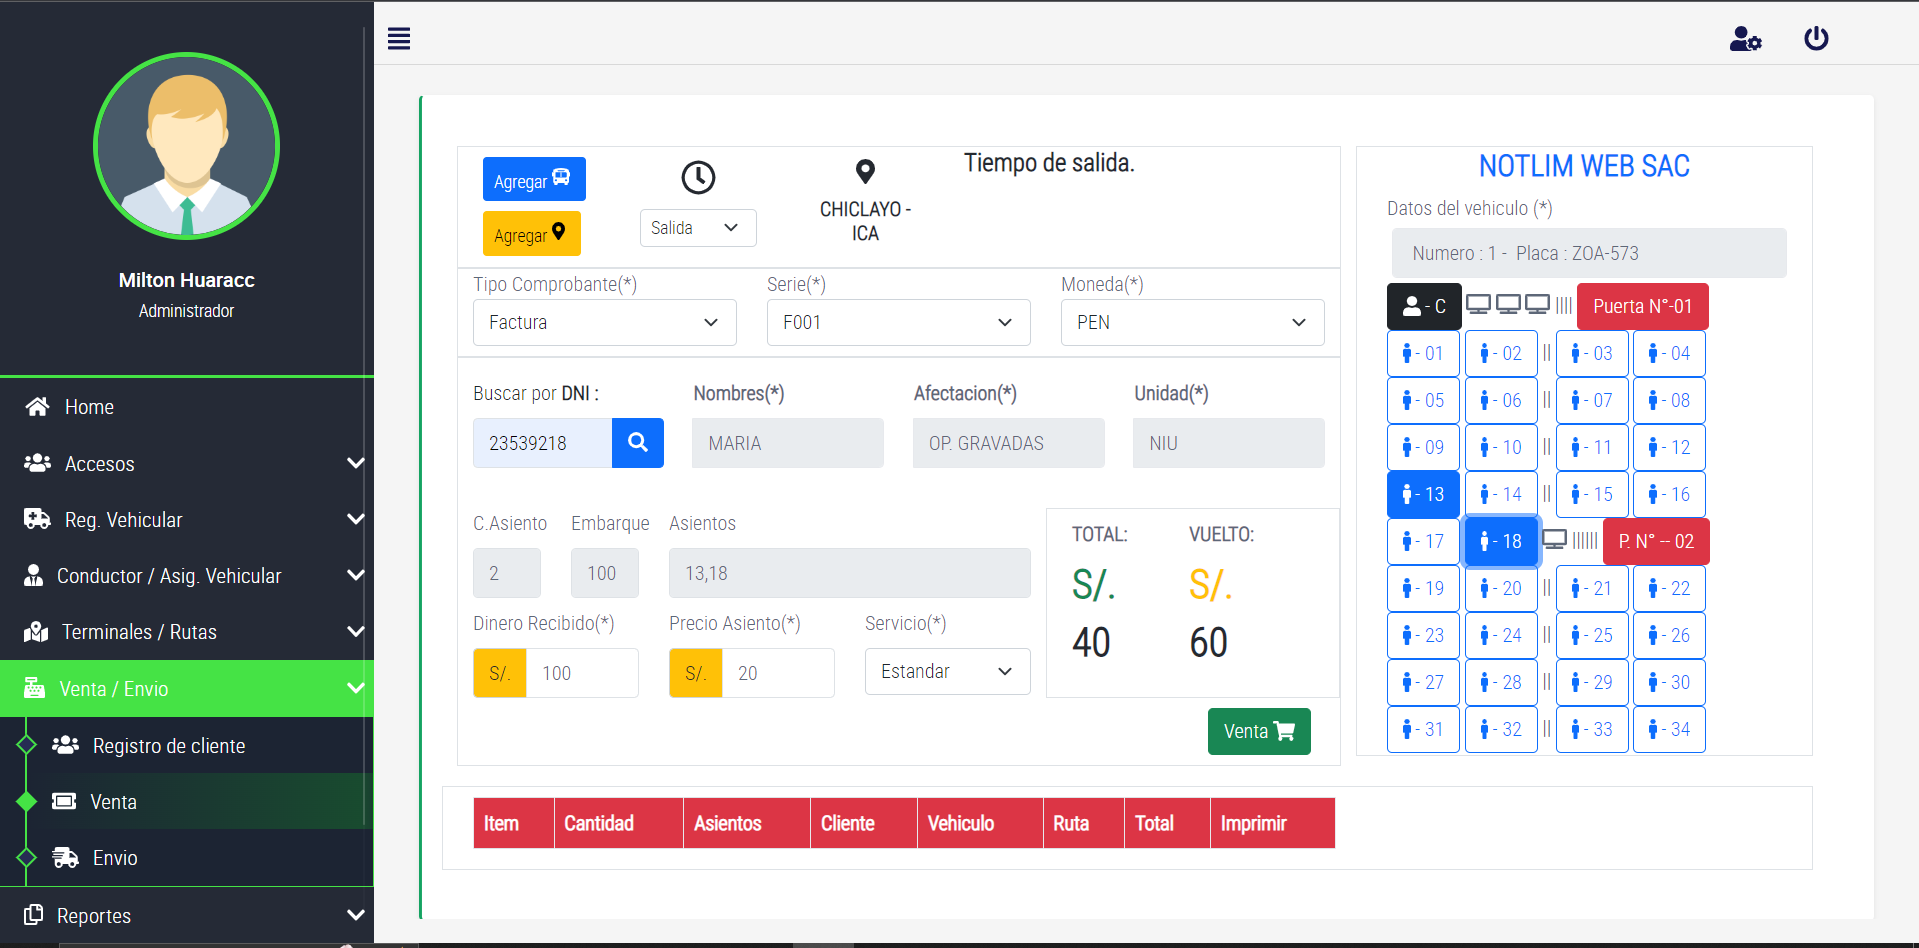 Milton Huaracc
Administrador
Home
Accesos
Reg. Vehicular
Conductor / Asig. Vehicular
Terminales / Rutas
Venta / Envio
Registro de cliente
Venta
Envio
Reportes
Agregar
Agregar
Salida
CHICLAYO -
ICA
Tiempo de salida.
Tipo Comprobante(*)
Serie(*)
Moneda(*)
Factura
F001
PEN
Buscar por DNI :
Nombres(*)
Afectacion(*)
Unidad(*)
23539218
MARIA
OP. GRAVADAS
NIU
C.Asiento
Embarque
Asientos
2
100
13,18
Dinero Recibido(*)
Precio Asiento(*)
Servicio(*)
S/. 100
S/. 20
Estandar
TOTAL:
VUELTO:
S/.
S/.
40
60
Venta
NOTLIM WEB SAC
Datos del vehiculo (*)
Numero : 1 - Placa : ZOA-573
- C |||| Puerta N°-01
- 01 - 02 || - 03 - 04
- 05 - 06 || - 07 - 08
- 09 - 10 || - 11 - 12
- 13 - 14 || - 15 - 16
- 17 - 18 |||||| P. N° -- 02
- 19 - 20 || - 21 - 22
- 23 - 24 || - 25 - 26
- 27 - 28 || - 29 - 30
- 31 - 32 || - 33 - 34
Item Cantidad Asientos Cliente Vehiculo Ruta Total Imprimir